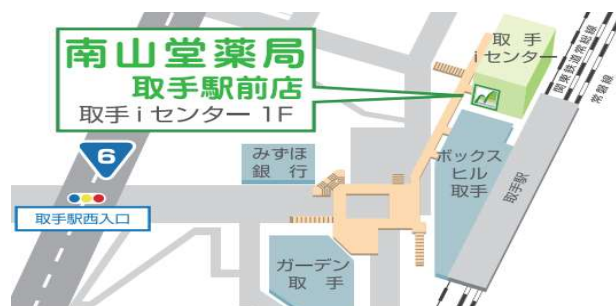 南山堂薬局
取手駅前店
取手iセンター 1F
取手
iセンター
関東鉄道常総線
常磐線
6
みずほ
銀行
ボックス
ヒル
取手
取手駅
取手駅西入口
ガーデン
取手